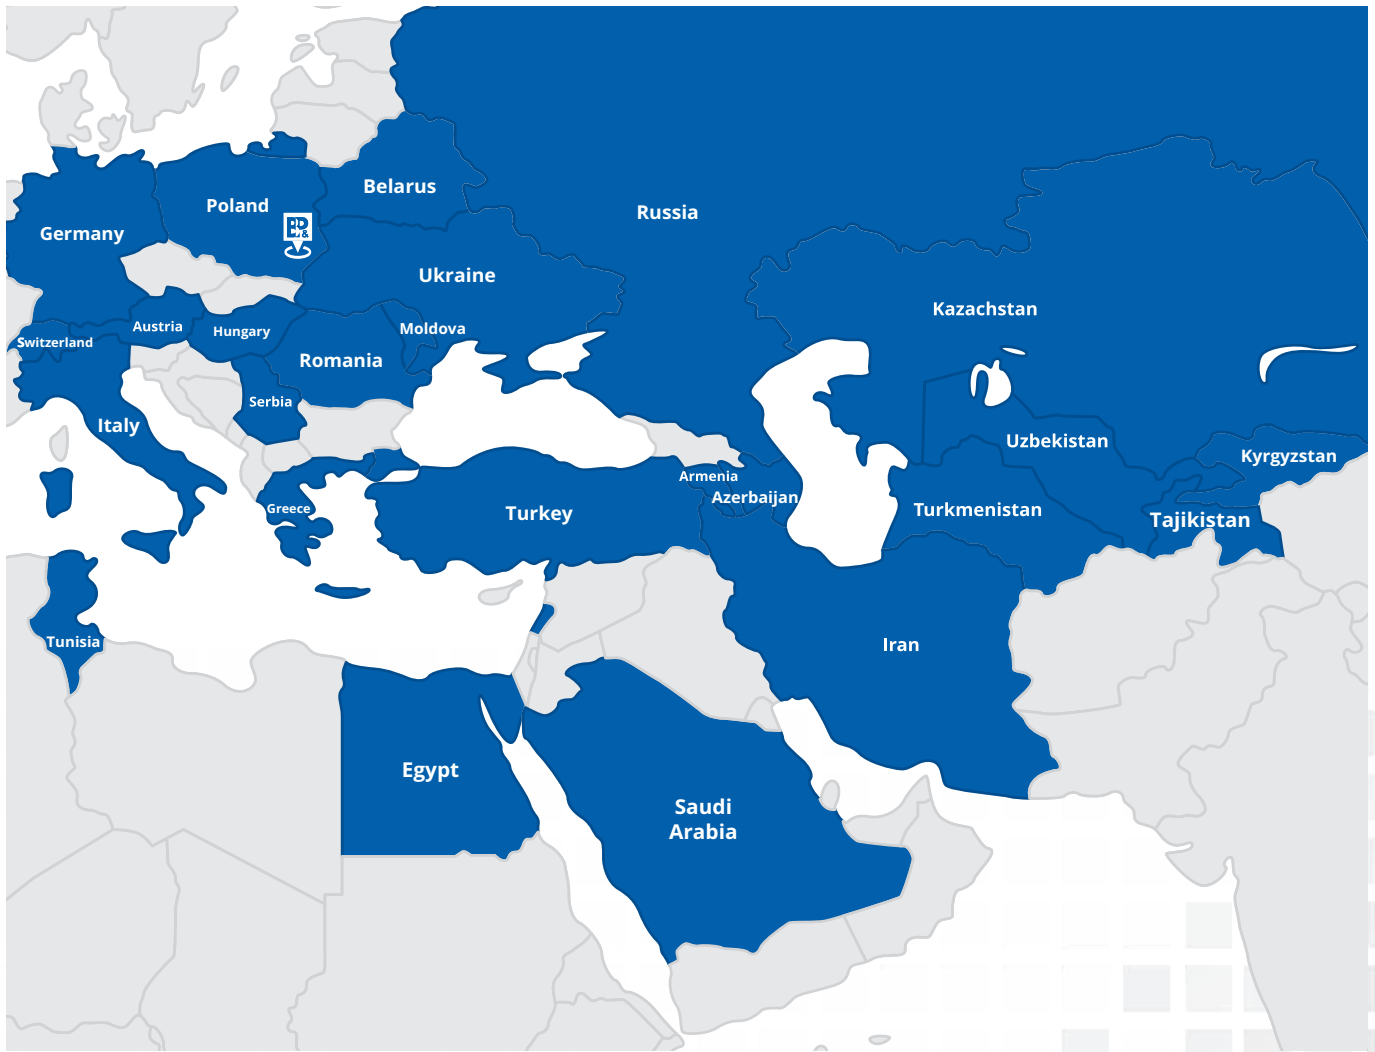 Belarus
Poland
Russia
Germany
Ukraine
Kazachstan
Austria
Moldova
Hungary
Switzerland
Romania
Serbia
Italy
Uzbekistan
Kyrgyzstan
Armenia
Azerbaijan
Greece
Turkmenistan
Turkey
Tajikistan
Tunisia
Iran
Egypt
Saudi
Arabia